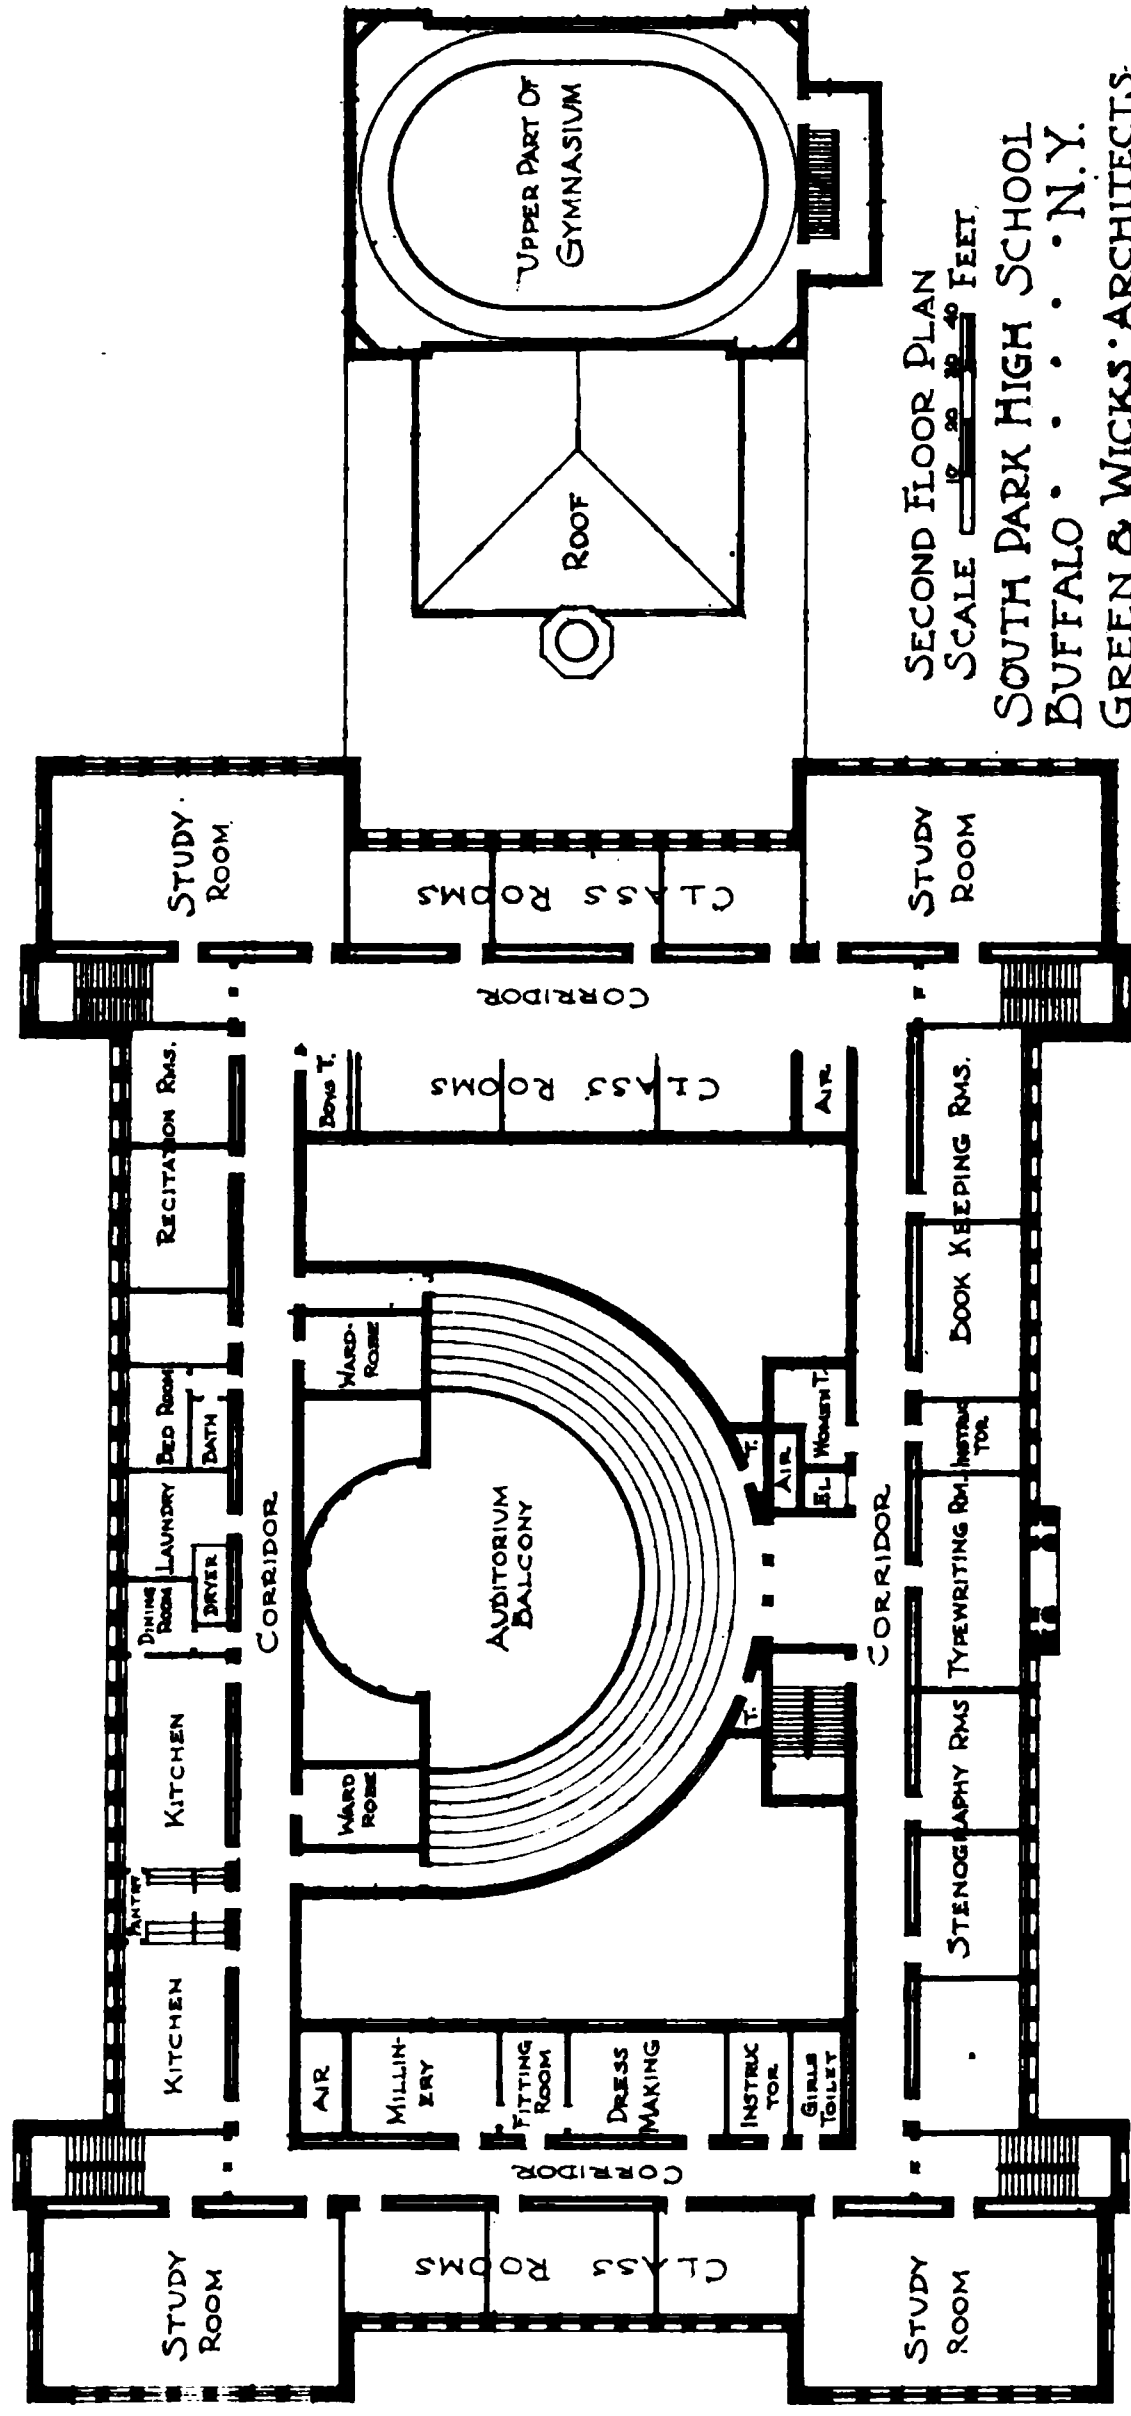 UPPER PART OF
GYMNASIUM
ROOF
SECOND FLOOR PLAN
SCALE 10 20 30 40 FEET.
SOUTH PARK HIGH SCHOOL
BUFFALO • • • • • N.Y.
GREEN & WICKS • ARCHITECTS.
STUDY
ROOM.
CLASS ROOMS
STUDY
ROOM
CORRIDOR
RECITATION RMS.
BOYS T.
CLASS ROOMS
AIR
BOOK KEEPING RMS.
BED ROOM
BATH
WARD-
ROBE
T.
AIR
WOMEN T.
EL
INSTRUC
TOR
LAUNDRY
DRYER
DINING
ROOM
CORRIDOR
AUDITORIUM
BALCONY
CORRIDOR
TYPEWRITING RM.
KITCHEN
WARD
ROBE
T.
STENOGRAPHY RMS
PANTRY
KITCHEN
AIR
MILLIN-
ERY
FITTING
ROOM
DRESS
MAKING
INSTRUC
TOR
GIRLS
TOILET
CORRIDOR
STUDY
ROOM
CLASS ROOMS
STUDY
ROOM